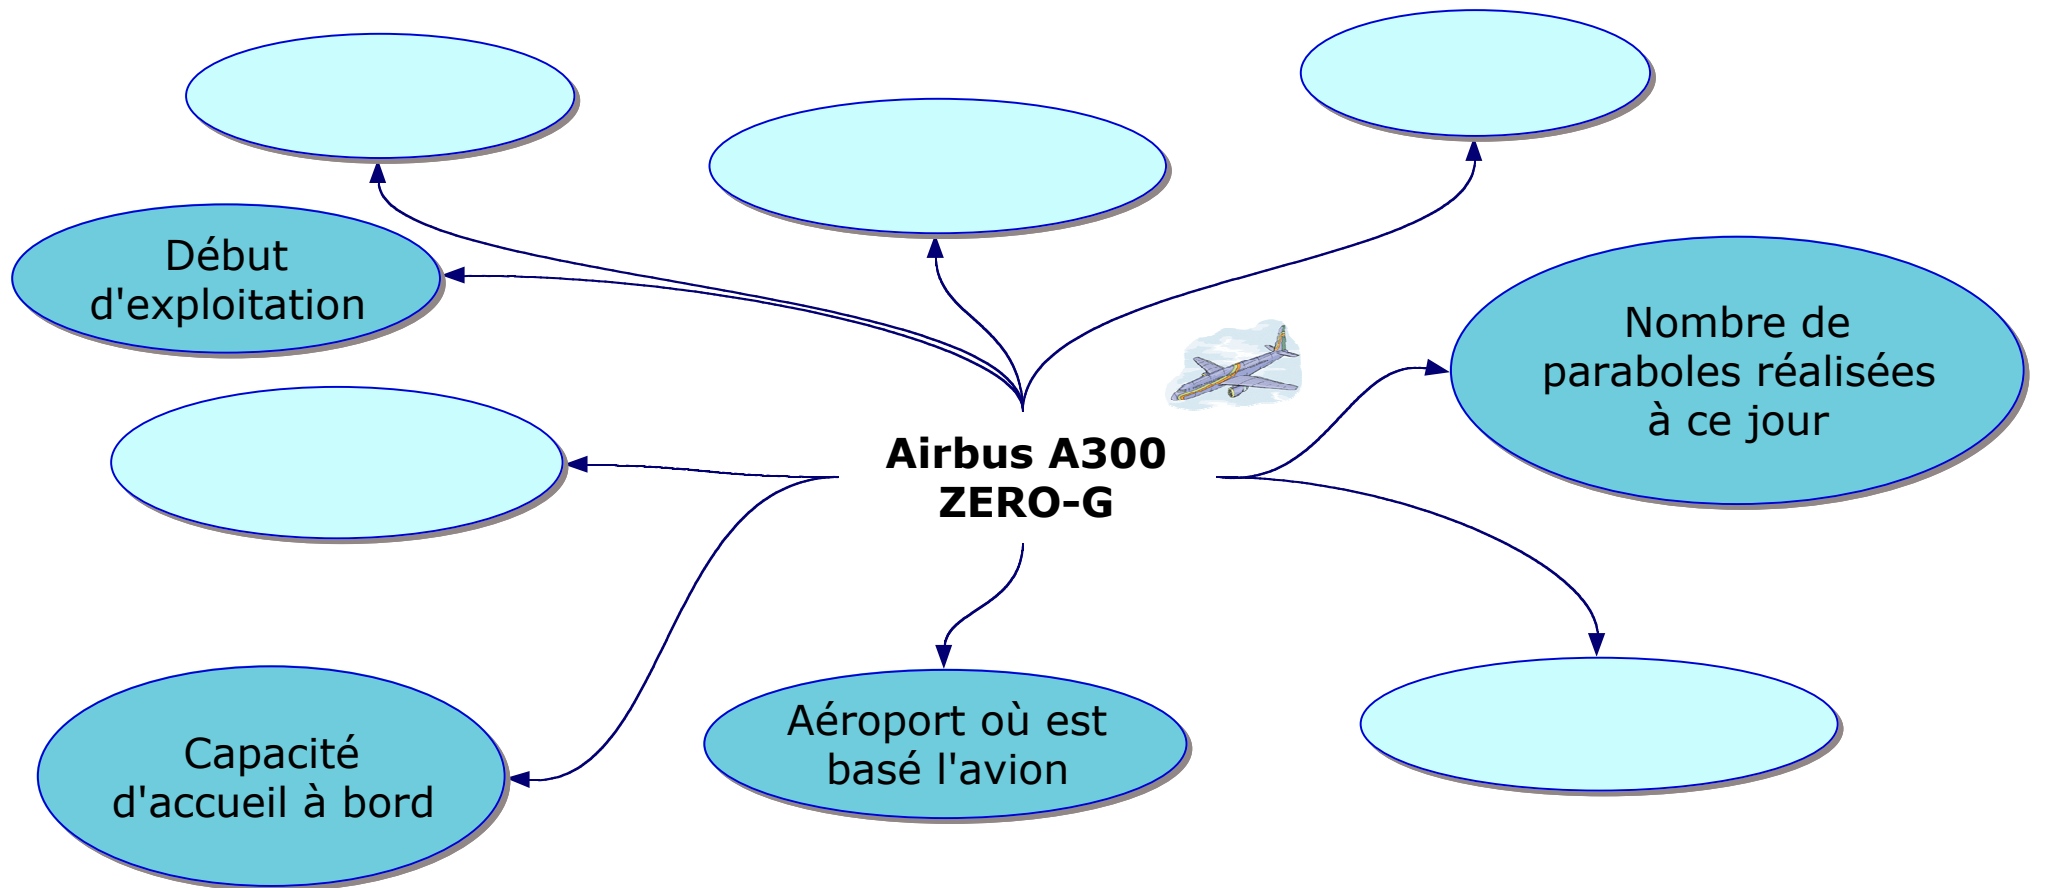 Début
d'exploitation
Nombre de
paraboles réalisées
à ce jour
Airbus A300
ZERO-G
Capacité
d'accueil à bord
Aéroport où est
basé l'avion